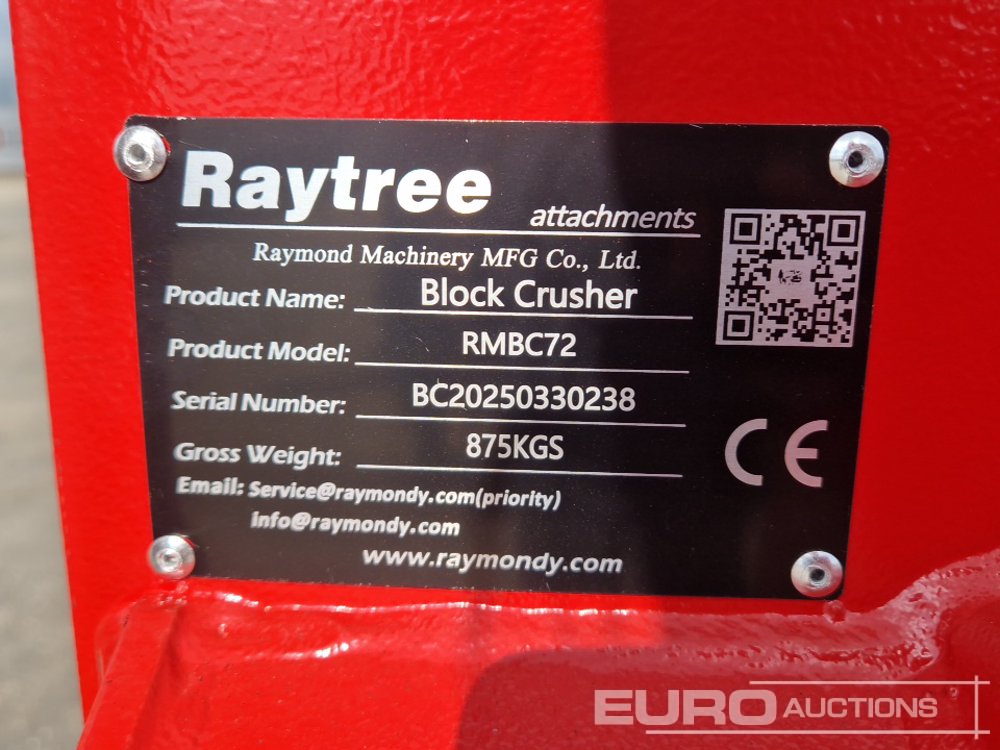 Raytree
attachments
Raymond Machinery MFG Co., Ltd.
Product Name: Block Crusher
Product Model: RMBC72
Serial Number: BC20250330238
Gross Weight: 875KGS
Email: Service@raymondy.com(priority)
info@raymondy.com
www.raymondy.com
CE
EURO AUCTIONS